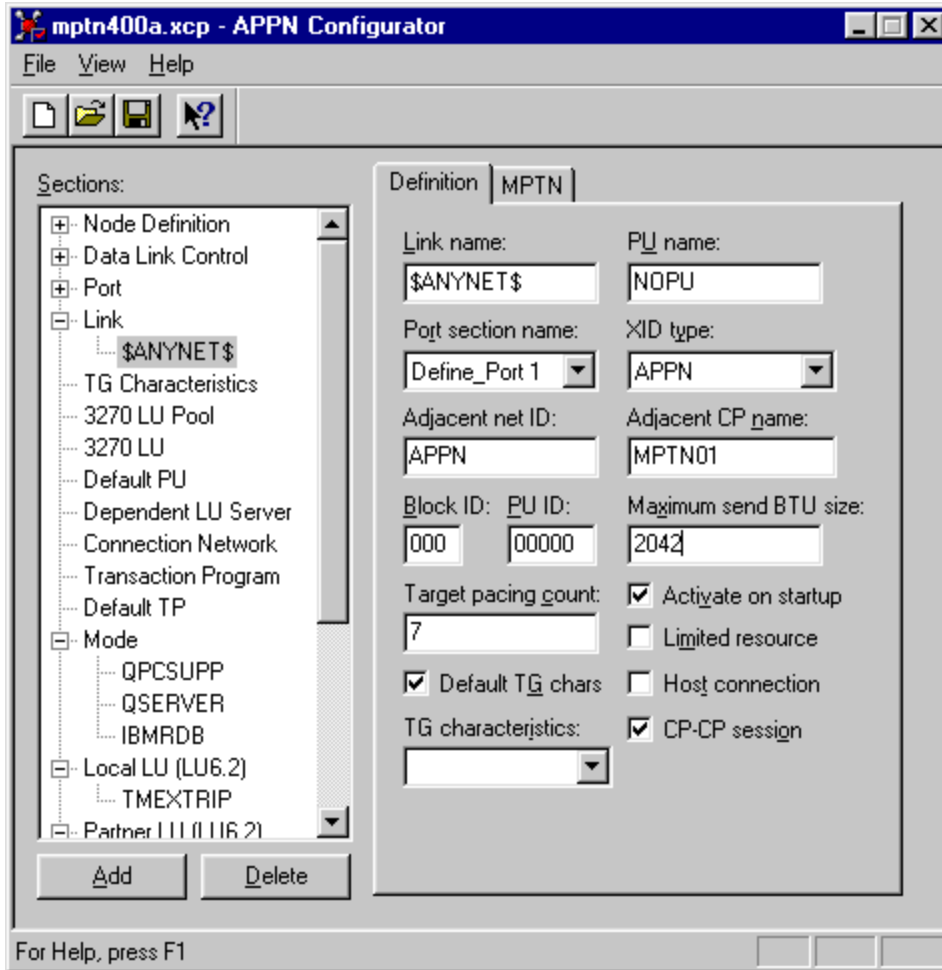 mptn400a.xcp - APPN Configurator
File View Help
Sections:
Node Definition
Data Link Control
Port
Link
$ANYNET$
TG Characteristics
3270 LU Pool
3270 LU
Default PU
Dependent LU Server
Connection Network
Transaction Program
Default TP
Mode
QPCSUPP
QSERVER
IBMRDB
Local LU (LU6.2)
TMEXTRIP
Partner LU (LU6.2)
Add Delete
Definition MPTN
Link name: PU name:
$ANYNET$ NOPU
Port section name: XID type:
Define_Port 1 APPN
Adjacent net ID: Adjacent CP name:
APPN MPTN01
Block ID: PU ID: Maximum send BTU size:
000 00000 2042
Target pacing count: Activate on startup
7 Limited resource
Default TG chars Host connection
TG characteristics: CP-CP session
For Help, press F1